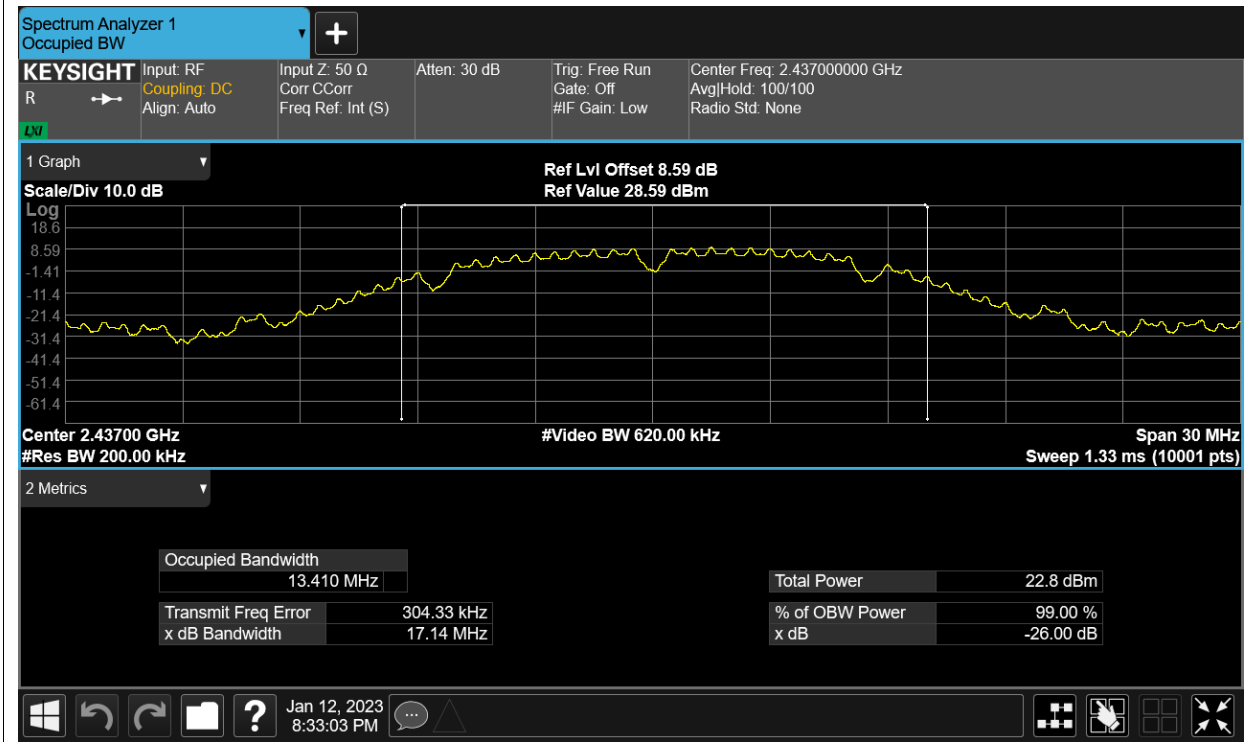 Spectrum Analyzer 1
Occupied BW
KEYSIGHT
R
LXI
Input: RF
Coupling: DC
Align: Auto
Input Z: 50 Ω
Corr CCorr
Freq Ref: Int (S)
Atten: 30 dB
Trig: Free Run
Gate: Off
#IF Gain: Low
Center Freq: 2.437000000 GHz
Avg|Hold: 100/100
Radio Std: None
1 Graph
Scale/Div 10.0 dB
Ref Lvl Offset 8.59 dB
Ref Value 28.59 dBm
Log
18.6
8.59
-1.41
-11.4
-21.4
-31.4
-41.4
-51.4
-61.4
Center 2.43700 GHz
#Video BW 620.00 kHz
Span 30 MHz
#Res BW 200.00 kHz
Sweep 1.33 ms (10001 pts)
2 Metrics
Occupied Bandwidth
13.410 MHz
Total Power 22.8 dBm
Transmit Freq Error 304.33 kHz
% of OBW Power 99.00 %
x dB Bandwidth 17.14 MHz
x dB -26.00 dB
?
Jan 12, 2023
8:33:03 PM